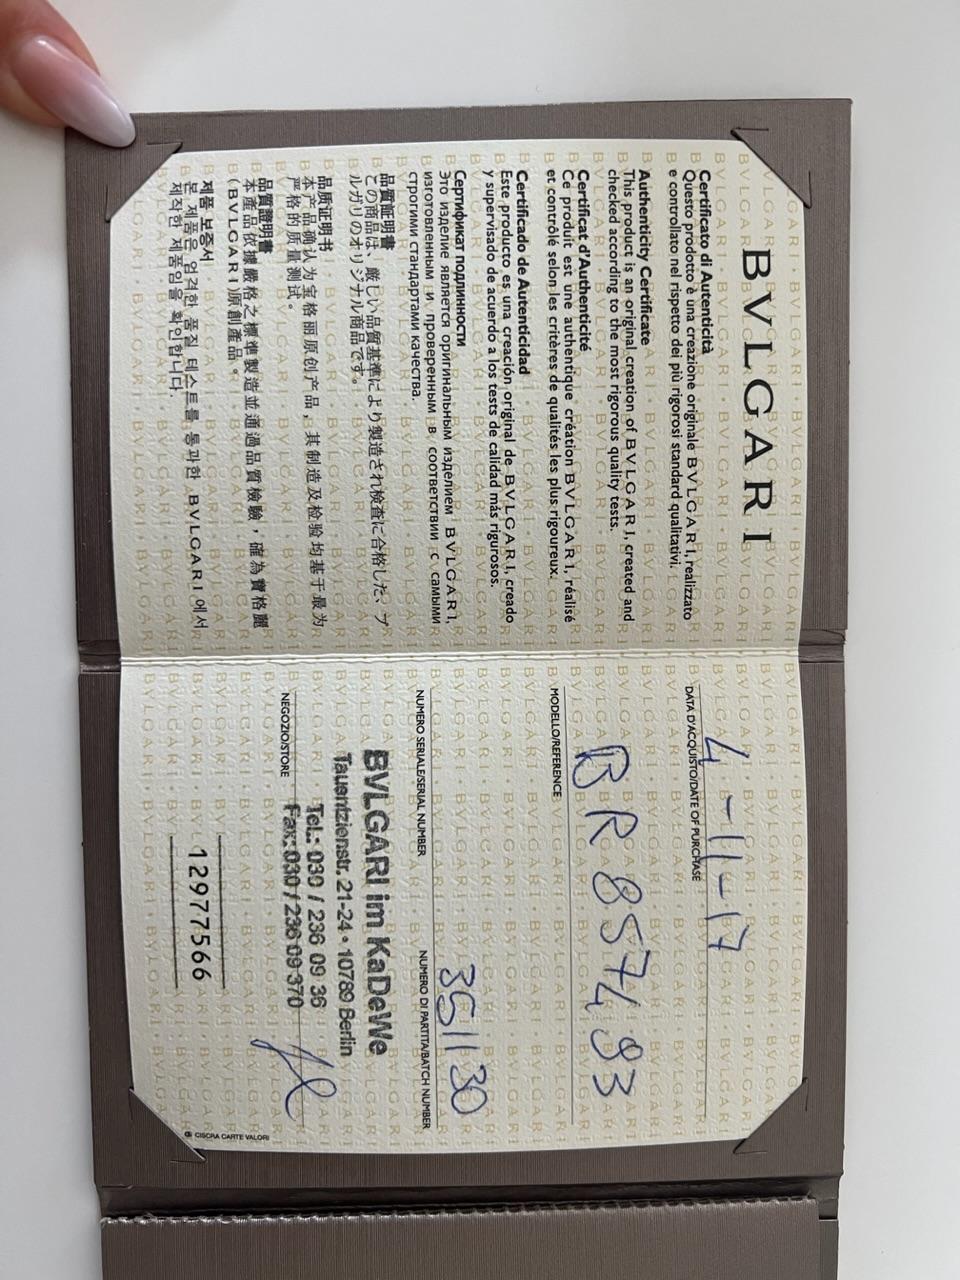 BVLGARI
Certificato di Autenticità
Questo prodotto è una creazione originale BVLGARI, realizzato
e controllato nel rispetto dei più rigorosi standard qualitativi.
Authenticity Certificate
This product is an original creation of BVLGARI, created and
checked according to the most rigorous quality tests.
Certificat d'Authenticité
Ce produit est une authentique création BVLGARI, réalisé
et contrôlé selon les critères de qualités les plus rigoureux.
Certificado de Autenticidad
Este producto es una creación original de BVLGARI, creado
y supervisado de acuerdo a los tests de calidad más rigurosos.
Сертификат подлинности
Это изделие является оригинальным изделием BVLGARI,
изготовленным и проверенным в соответствии с самыми
строгими стандартами качества.
品質証明書
この商品は、厳しい品質基準により製造され検査に合格した、ブ
ルガリのオリジナル商品です。
品质证明书
本产品确认为宝格丽原创产品，其制造及检验均基于最为
严格的质量测试。
品質證明書
本產品依據嚴格之標準製造並通過品質檢驗，確為寶格麗
(BVLGARI)原創產品。
제품 보증서
본 제품은 엄격한 품질 테스트를 통과한 BVLGARI 에서
제작한 제품임을 확인합니다.
4-11-17
DATA D'ACQUISTO/DATE OF PURCHASE
BR 857493
MODELLO/REFERENCE
351130
NUMERO SERIALE/SERIAL NUMBER NUMERO DI PARTITA/BATCH NUMBER
BVLGARI im KaDeWe
Tauentzienstr. 21-24 • 10789 Berlin
Tel.: 030 / 236 09 36
Fax: 030 / 236 09 370
NEGOZIO/STORE
12977566
CISCRA CARTE VALORI